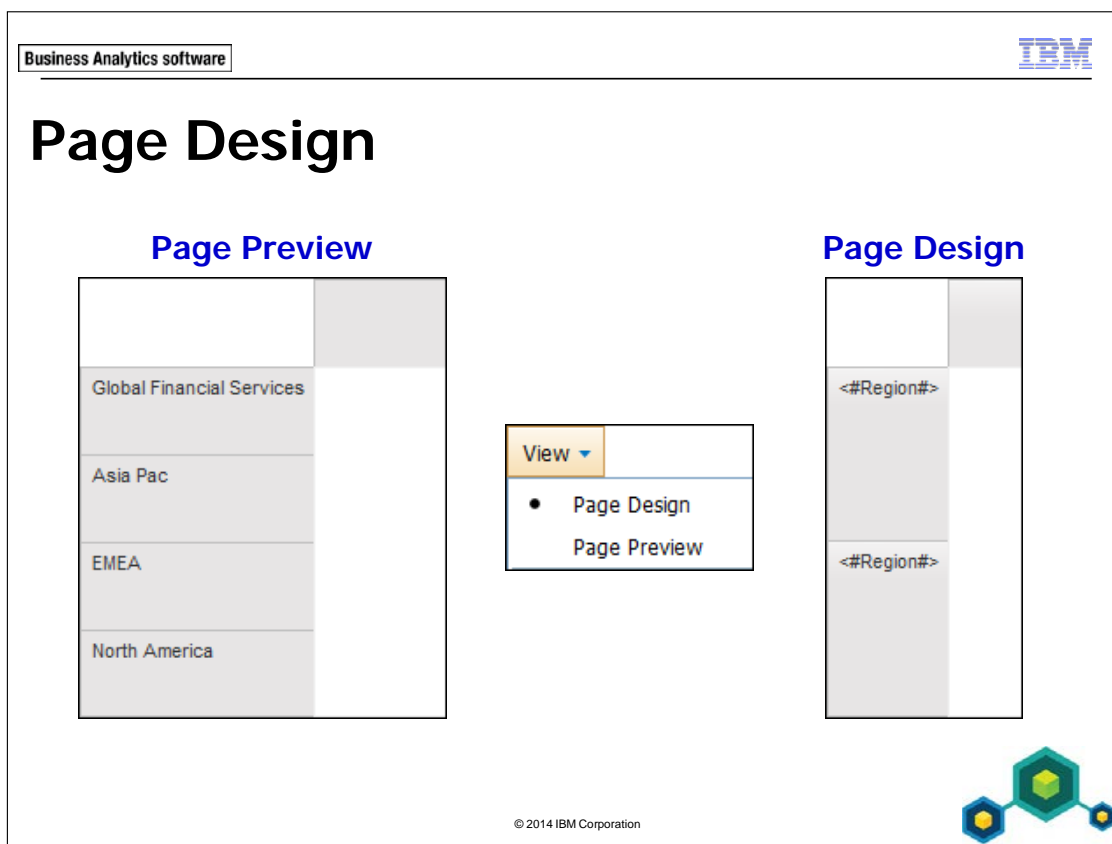 Business Analytics software
IBM
Page Design
Page Preview
Global Financial Services
Asia Pac
EMEA
North America
View
Page Design
Page Preview
Page Design
<#Region#>
<#Region#>
© 2014 IBM Corporation